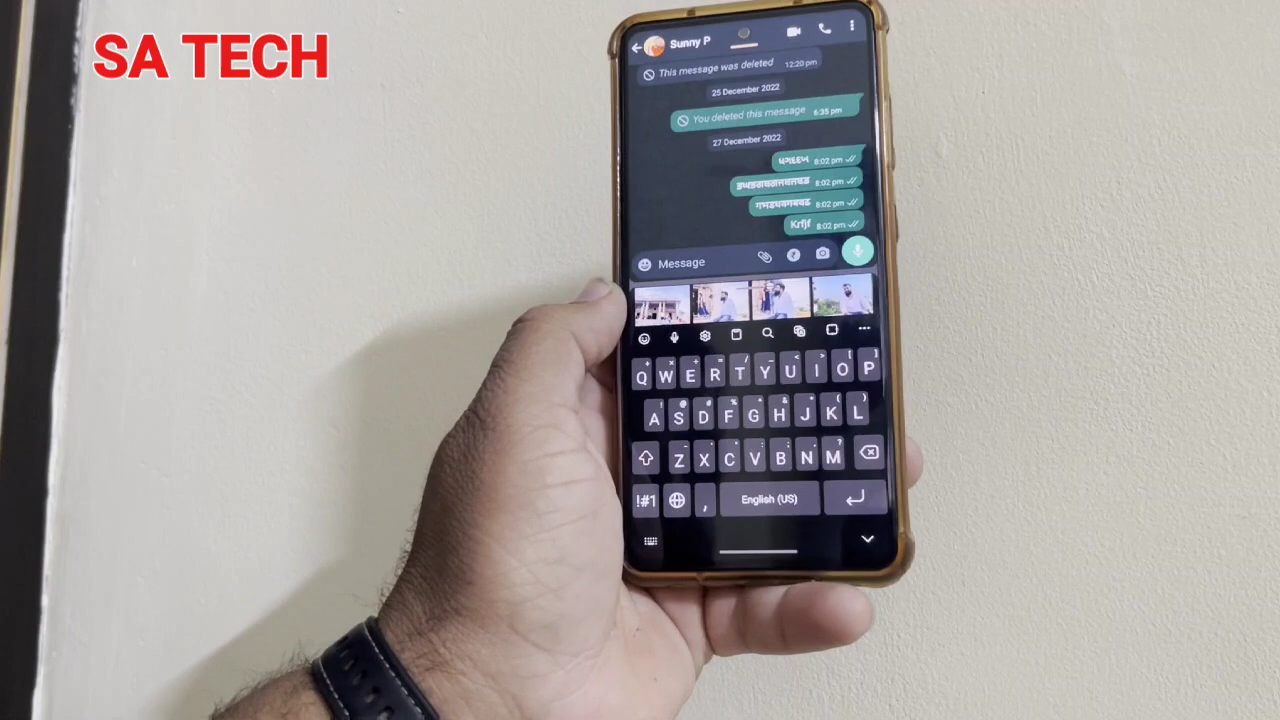 SA TECH
Sunny P
This message was deleted 12:20 pm
25 December 2022
You deleted this message 6:35 pm
27 December 2022
8:02 pm
8:02 pm
8:02 pm
Krfjf 8:02 pm
Message
Q W E R T Y U I O P
A S D F G H J K L
Z X C V B N M
!#1 , English (US)